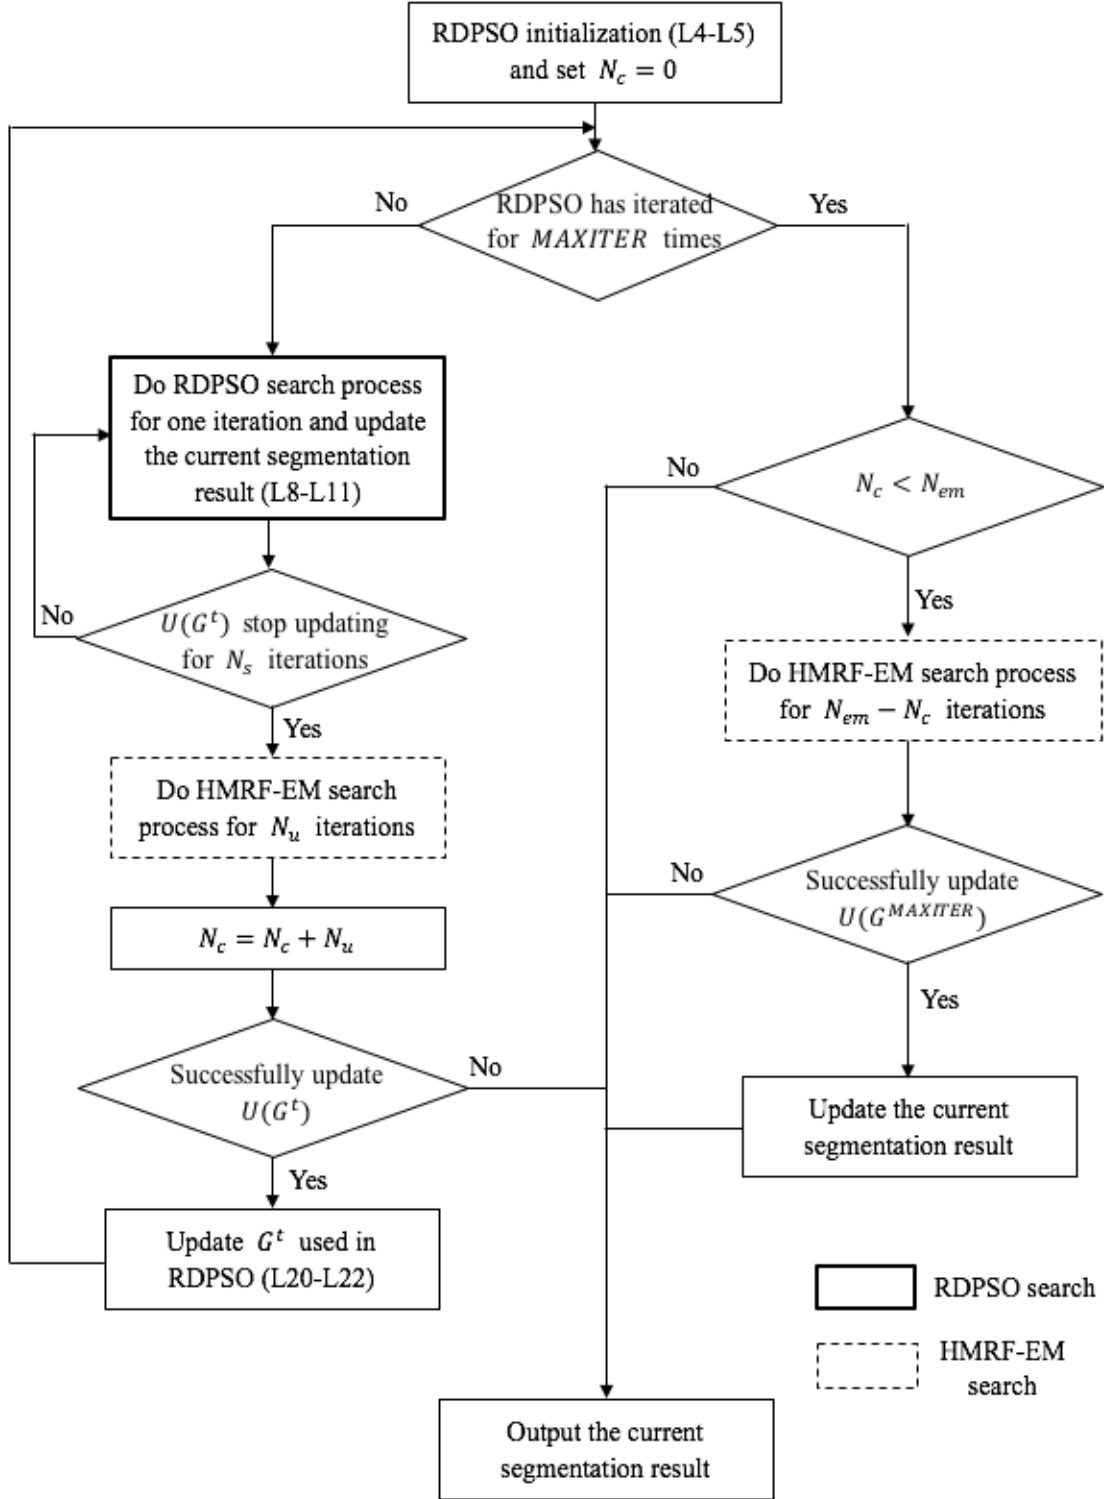 RDPSO initialization (L4-L5)
and set N_c = 0
No
RDPSO has iterated
for MAXITER times
Yes
Do RDPSO search process
for one iteration and update
the current segmentation
result (L8-L11)
No
N_c < N_em
No
U(G^t) stop updating
for N_s iterations
Yes
Do HMRF-EM search process
for N_em − N_c iterations
Yes
Do HMRF-EM search
process for N_u iterations
No
Successfully update
U(G^MAXITER)
N_c = N_c + N_u
Yes
Successfully update
U(G^t)
No
Update the current
segmentation result
Yes
Update G^t used in
RDPSO (L20-L22)
RDPSO search
HMRF-EM
search
Output the current
segmentation result